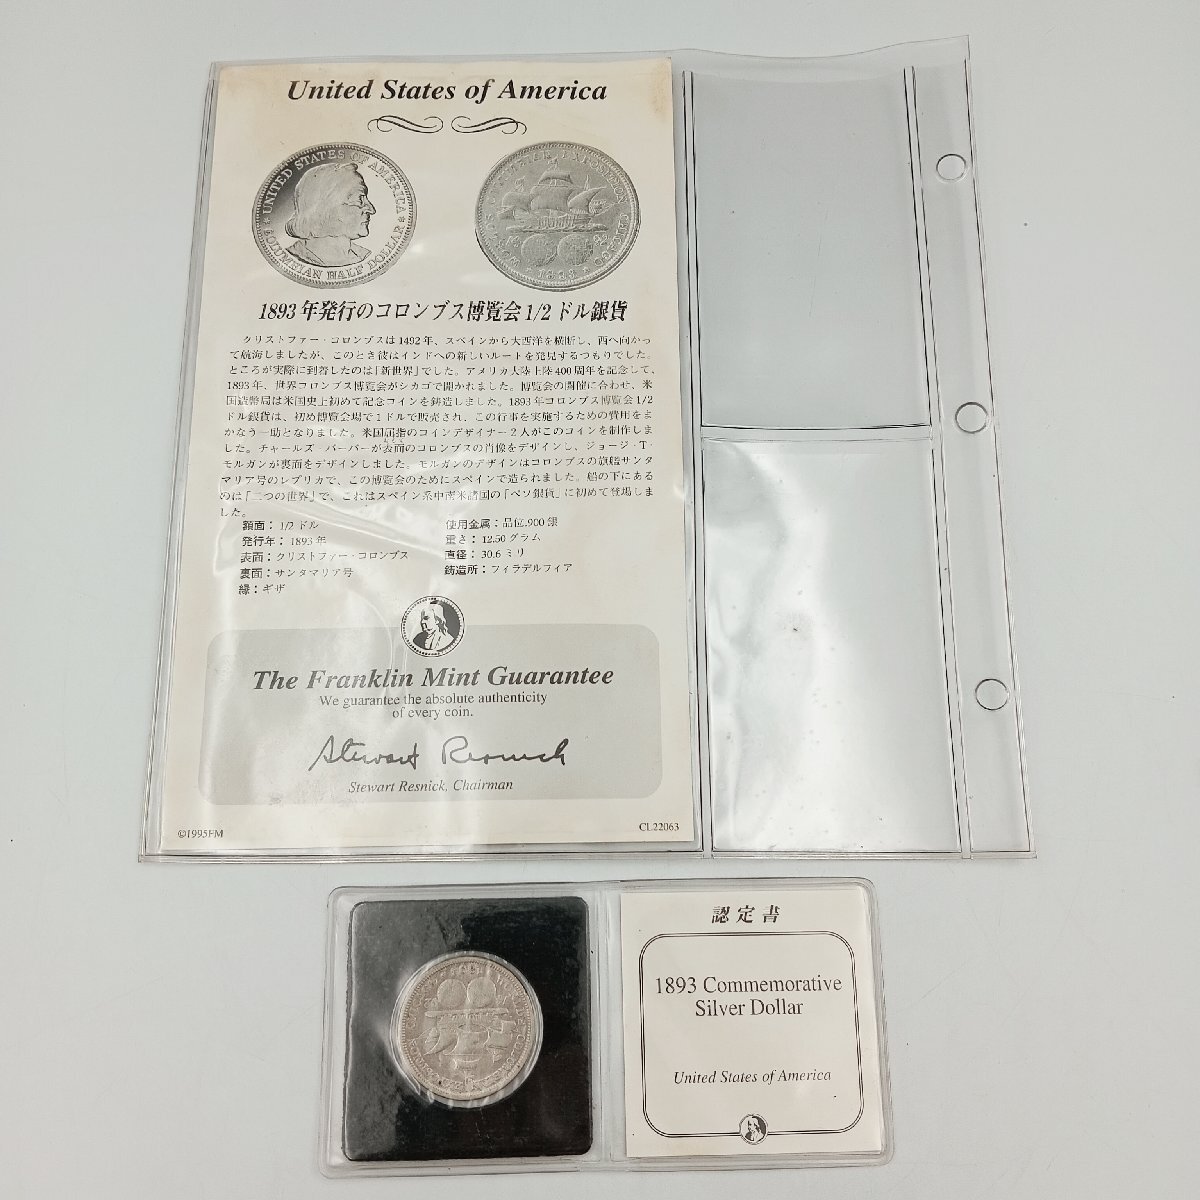 United States of America
UNITED STATES OF AMERICA
COLUMBIAN HALF DOLLAR
1893
1893年発行のコロンブス博覧会1/2ドル銀貨
クリストファー・コロンブスは1492年、スペインから大西洋を横断し、西へ向かっ
て航海しましたが、このとき彼はインドへの新しいルートを発見するつもりでした。
ところが実際に到着したのは「新世界」でした。アメリカ大陸上陸400周年を記念して、
1893年、世界コロンブス博覧会がシカゴで開かれました。博覧会の開催に合わせ、米
国造幣局は米国史上初めて記念コインを鋳造しました。1893年コロンブス博覧会1/2
ドル銀貨は、初め博覧会場で1ドルで販売され、この行事を実施するための費用をま
かなう一助となりました。米国屈指のコインデザイナー2人がこのコインを制作しま
した。チャールズ・バーバーが表面のコロンブスの肖像をデザインし、ジョージ・T・
モルガンが裏面をデザインしました。モルガンのデザインはコロンブスの旗艦サンタ
マリア号のレプリカで、この博覧会のためにスペインで造られました。船の下にある
のは「二つの世界」で、これはスペイン系中南米諸国の「ペソ銀貨」に初めて登場しま
した。
額面：1/2ドル
発行年：1893年
表面：クリストファー・コロンブス
裏面：サンタマリア号
縁：ギザ
使用金属：品位.900銀
重さ：12.50グラム
直径：30.6ミリ
鋳造所：フィラデルフィア
The Franklin Mint Guarantee
We guarantee the absolute authenticity
of every coin.
Stewart Resnick
Stewart Resnick, Chairman
©1995FM
CL22063
認定書
1893 Commemorative
Silver Dollar
United States of America